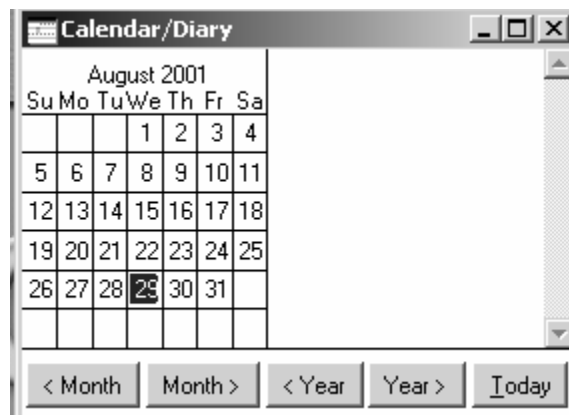 Calendar/Diary
August 2001
Su Mo Tu We Th Fr Sa
1 2 3 4
5 6 7 8 9 10 11
12 13 14 15 16 17 18
19 20 21 22 23 24 25
26 27 28 29 30 31
< Month Month > < Year Year > Today